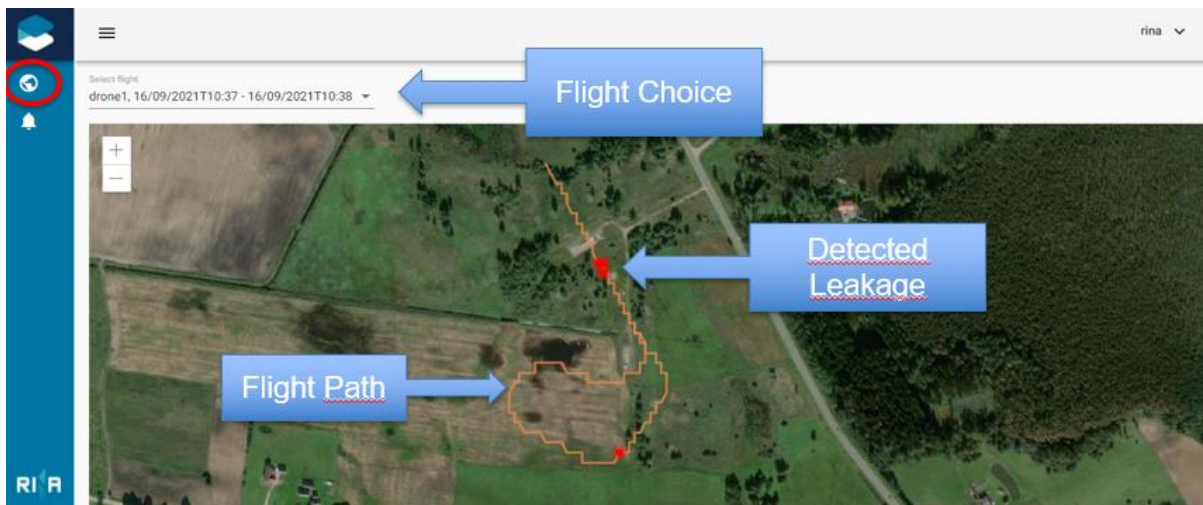 rina
Select flight
drone1, 16/09/2021T10:37 - 16/09/2021T10:38
Flight Choice
+
−
Detected
Leakage
Flight Path
RINA